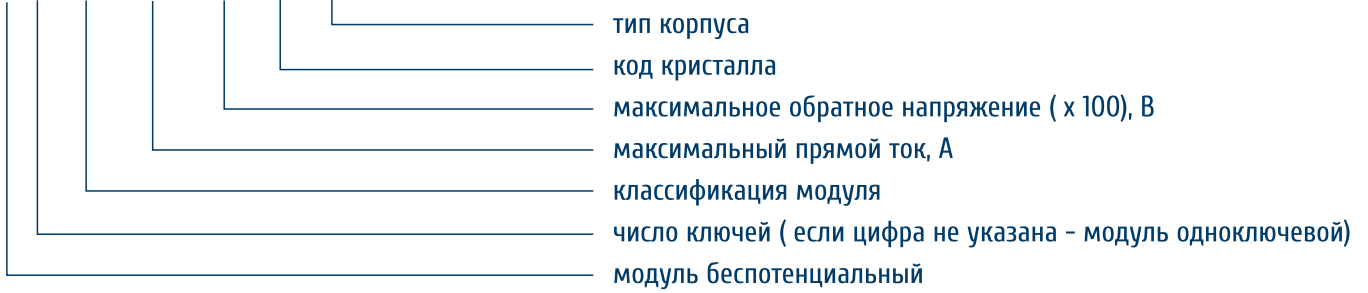 тип корпуса
код кристалла
максимальное обратное напряжение ( х 100), В
максимальный прямой ток, А
классификация модуля
число ключей ( если цифра не указана - модуль одноключевой)
модуль беспотенциальный